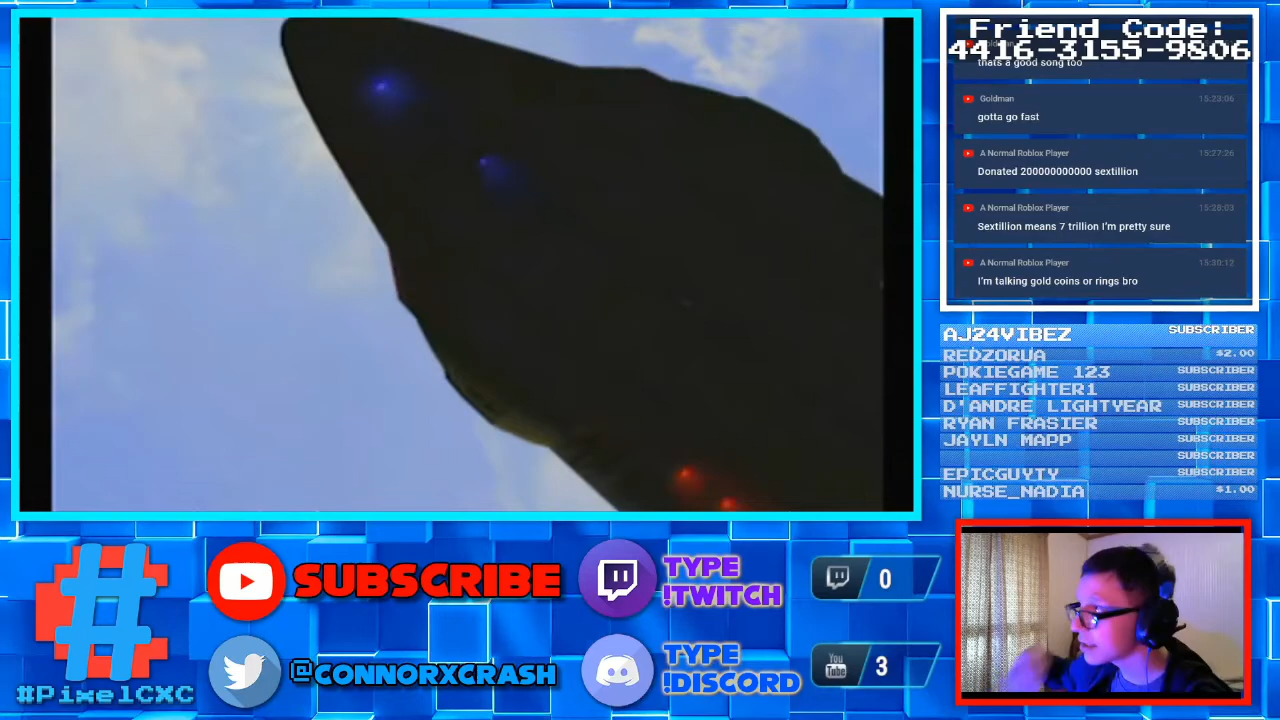 Friend Code:
4416-3155-9806
thats a good song too
Goldman 15:23:06
gotta go fast
A Normal Roblox Player 15:27:26
Donated 200000000000 sextillion
A Normal Roblox Player 15:28:03
Sextillion means 7 trillion I'm pretty sure
A Normal Roblox Player 15:30:12
I'm talking gold coins or rings bro
AJ24VIBEZ SUBSCRIBER
REDZORUA $2.00
POKIEGAME 123 SUBSCRIBER
LEAFFIGHTER1 SUBSCRIBER
D'ANDRE LIGHTYEAR SUBSCRIBER
RYAN FRASIER SUBSCRIBER
JAYLN MAPP SUBSCRIBER
SUBSCRIBER
EPICGUYTY SUBSCRIBER
NURSE_NADIA $1.00
#
#PixelCXC
SUBSCRIBE
@CONNORXCRASH
TYPE
!TWITCH
TYPE
!DISCORD
0
You
Tube
3